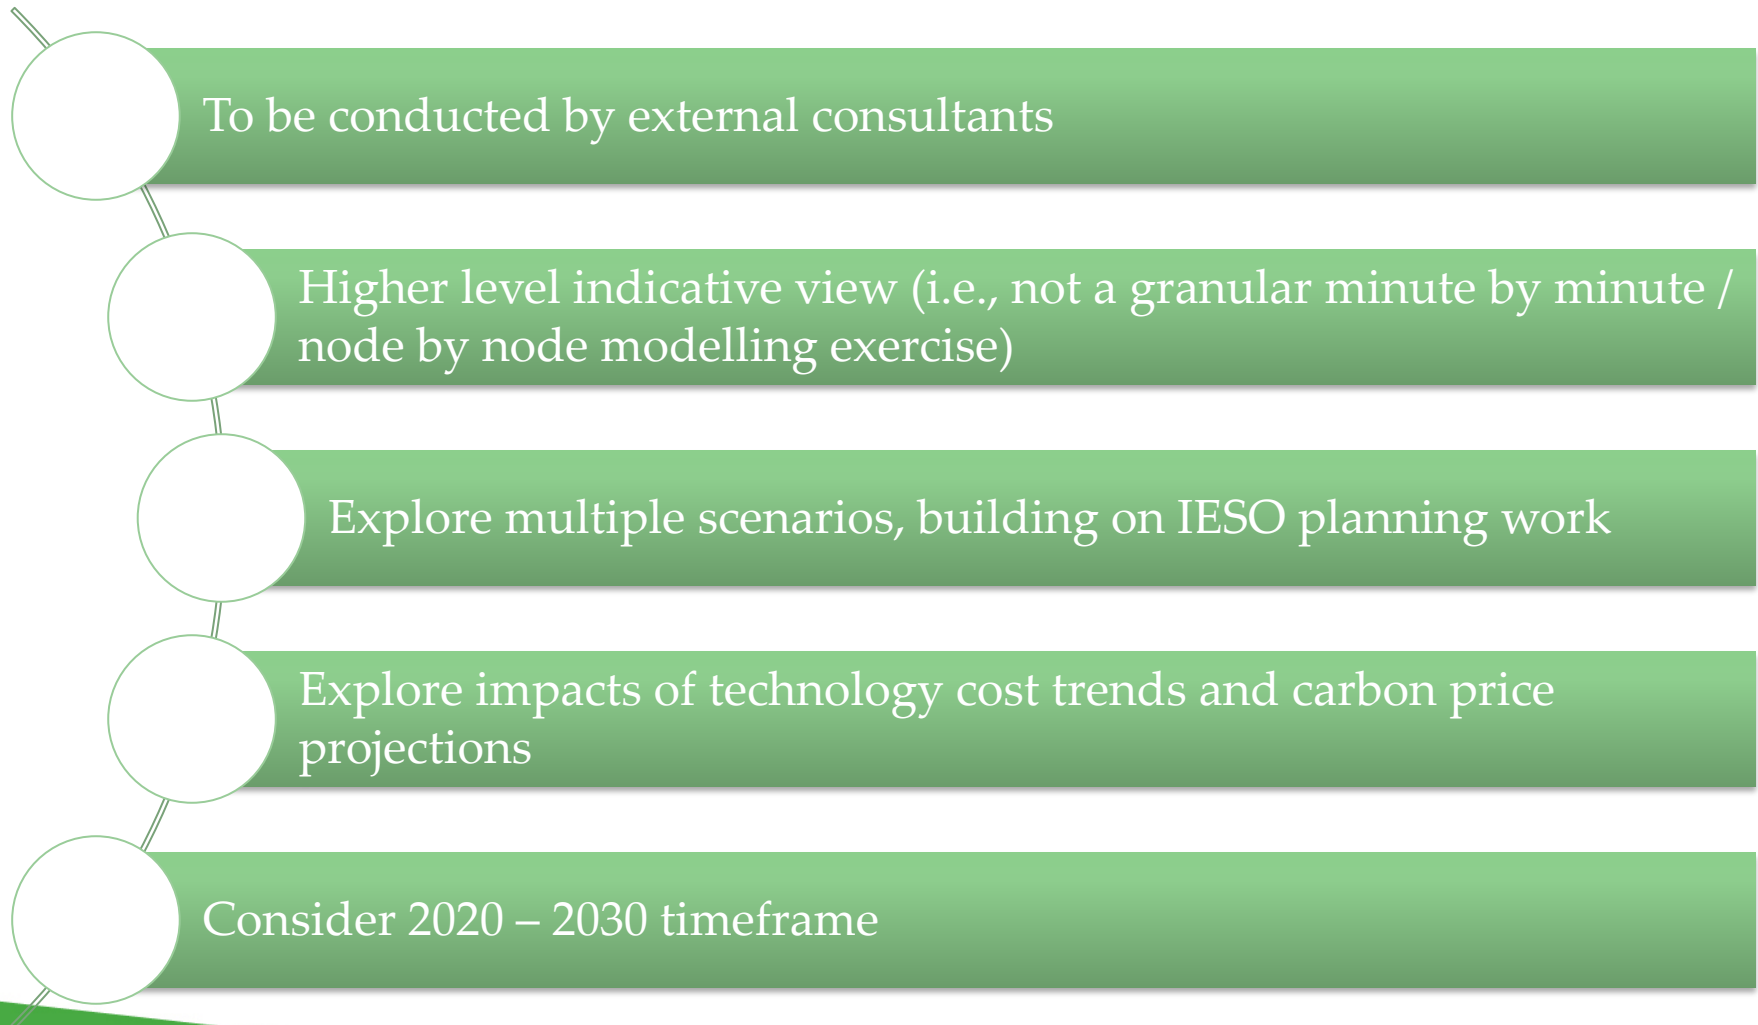 To be conducted by external consultants
Higher level indicative view (i.e., not a granular minute by minute /
node by node modelling exercise)
Explore multiple scenarios, building on IESO planning work
Explore impacts of technology cost trends and carbon price
projections
Consider 2020 – 2030 timeframe